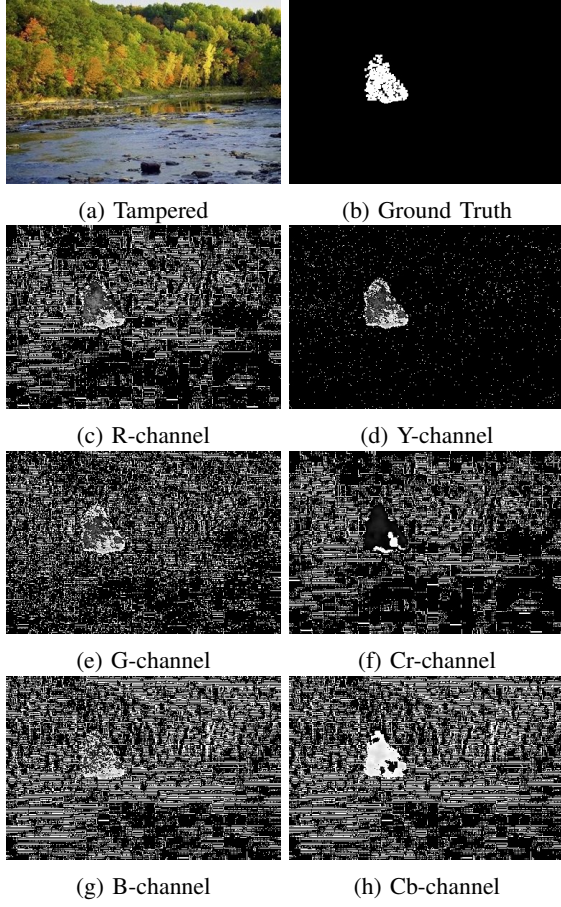 (a) Tampered
(b) Ground Truth
(c) R-channel
(d) Y-channel
(e) G-channel
(f) Cr-channel
(g) B-channel
(h) Cb-channel